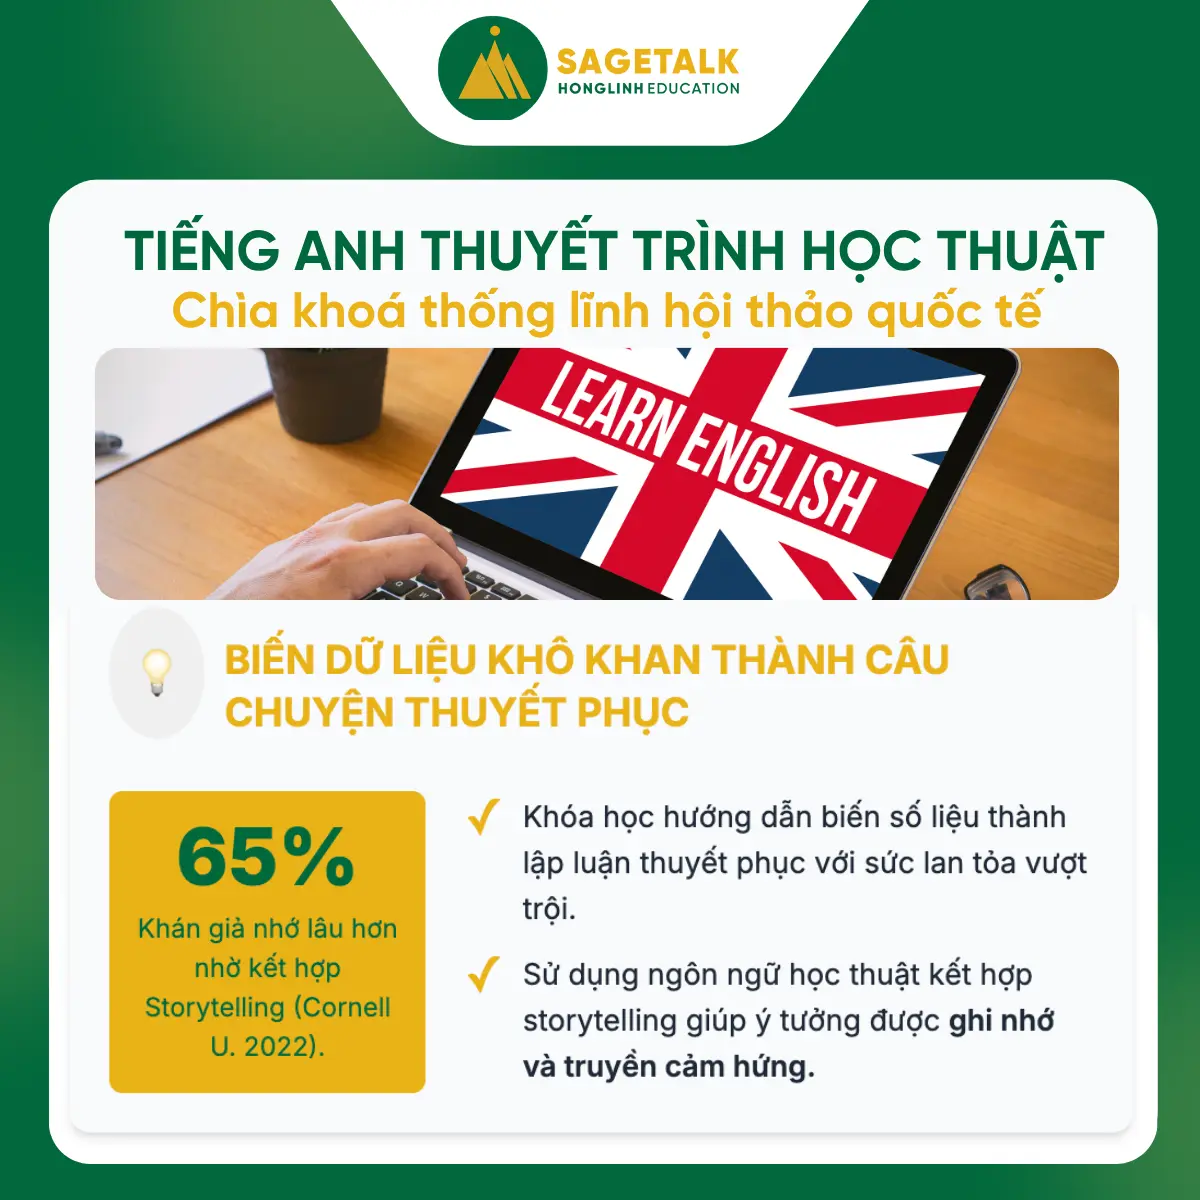 SAGETALK
HONGLINH EDUCATION
TIẾNG ANH THUYẾT TRÌNH HỌC THUẬT
Chìa khoá thống lĩnh hội thảo quốc tế
LEARN ENGLISH
BIẾN DỮ LIỆU KHÔ KHAN THÀNH CÂU
CHUYỆN THUYẾT PHỤC
65%
Khán giả nhớ lâu hơn
nhờ kết hợp
Storytelling (Cornell
U. 2022).
Khóa học hướng dẫn biến số liệu thành
lập luận thuyết phục với sức lan tỏa vượt
trội.
Sử dụng ngôn ngữ học thuật kết hợp
storytelling giúp ý tưởng được ghi nhớ
và truyền cảm hứng.